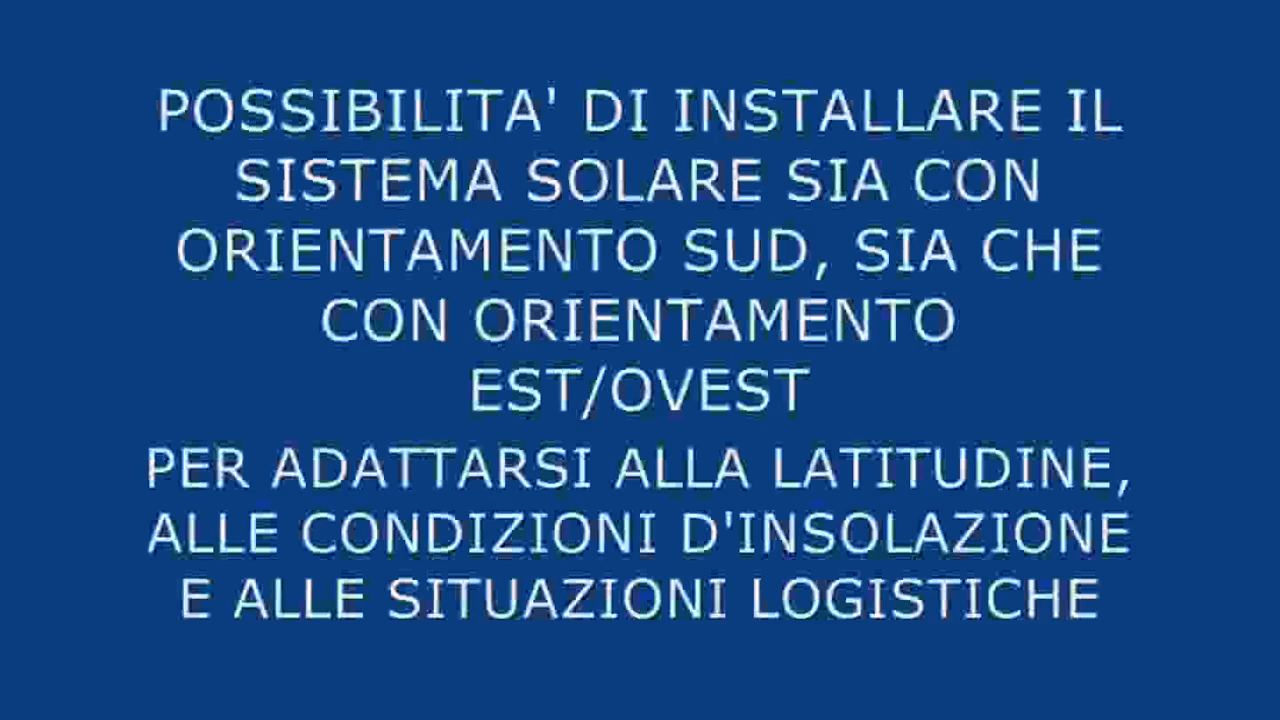 POSSIBILITA' DI INSTALLARE IL
SISTEMA SOLARE SIA CON
ORIENTAMENTO SUD, SIA CHE
CON ORIENTAMENTO
EST/OVEST
PER ADATTARSI ALLA LATITUDINE,
ALLE CONDIZIONI D'INSOLAZIONE
E ALLE SITUAZIONI LOGISTICHE